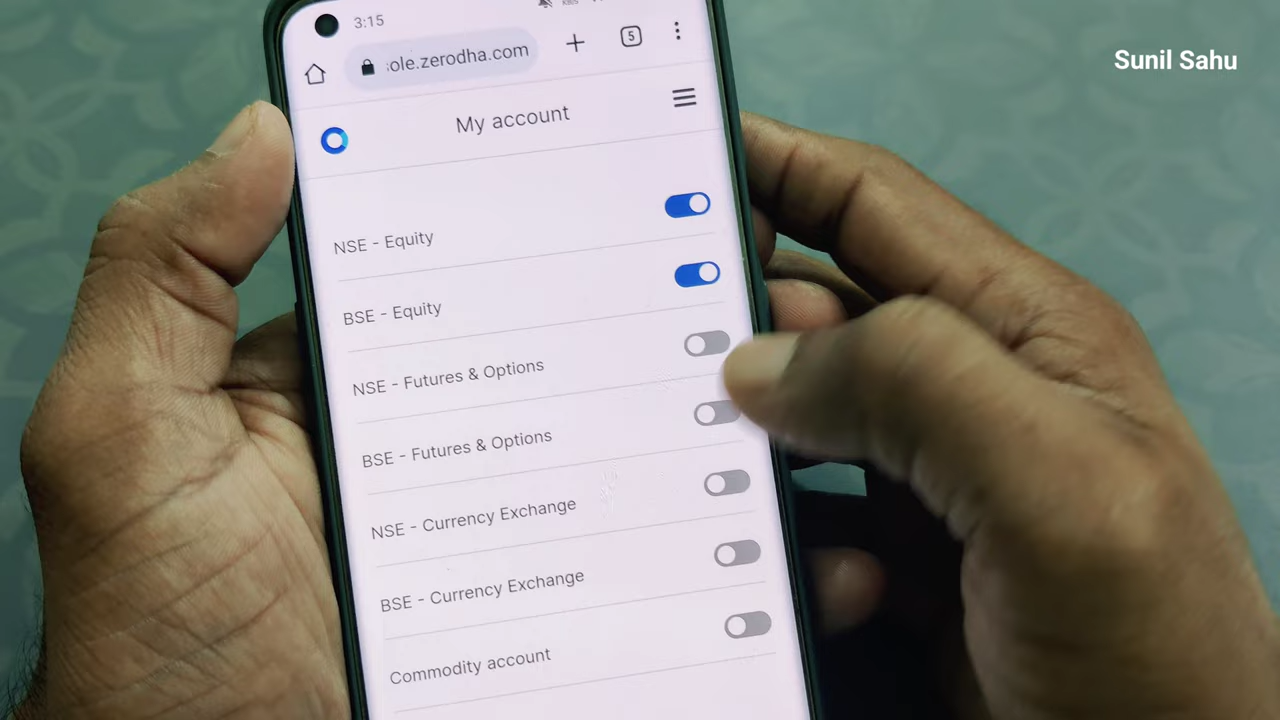 3:15
ole.zerodha.com
5
Sunil Sahu
My account
NSE - Equity
BSE - Equity
NSE - Futures & Options
BSE - Futures & Options
NSE - Currency Exchange
BSE - Currency Exchange
Commodity account